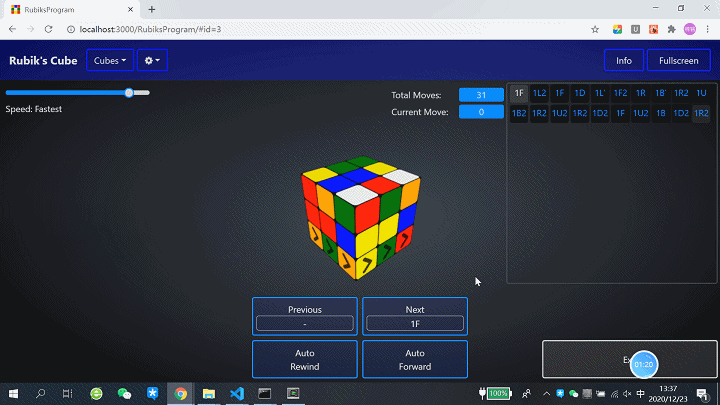 RubiksProgram
localhost:3000/RubiksProgram/#id=3
Rubik's Cube
Cubes
Info
Fullscreen
Speed: Fastest
Total Moves: 31
Current Move: 0
1F 1L2 1F 1D 1L' 1F2 1R 1B' 1R2 1U
1B2 1R2 1U2 1R2 1D2 1F 1U2 1B 1D2 1R2
Previous
-
Next
1F
Auto
Rewind
Auto
Forward
01:20
100%
中
13:37
2020/12/23